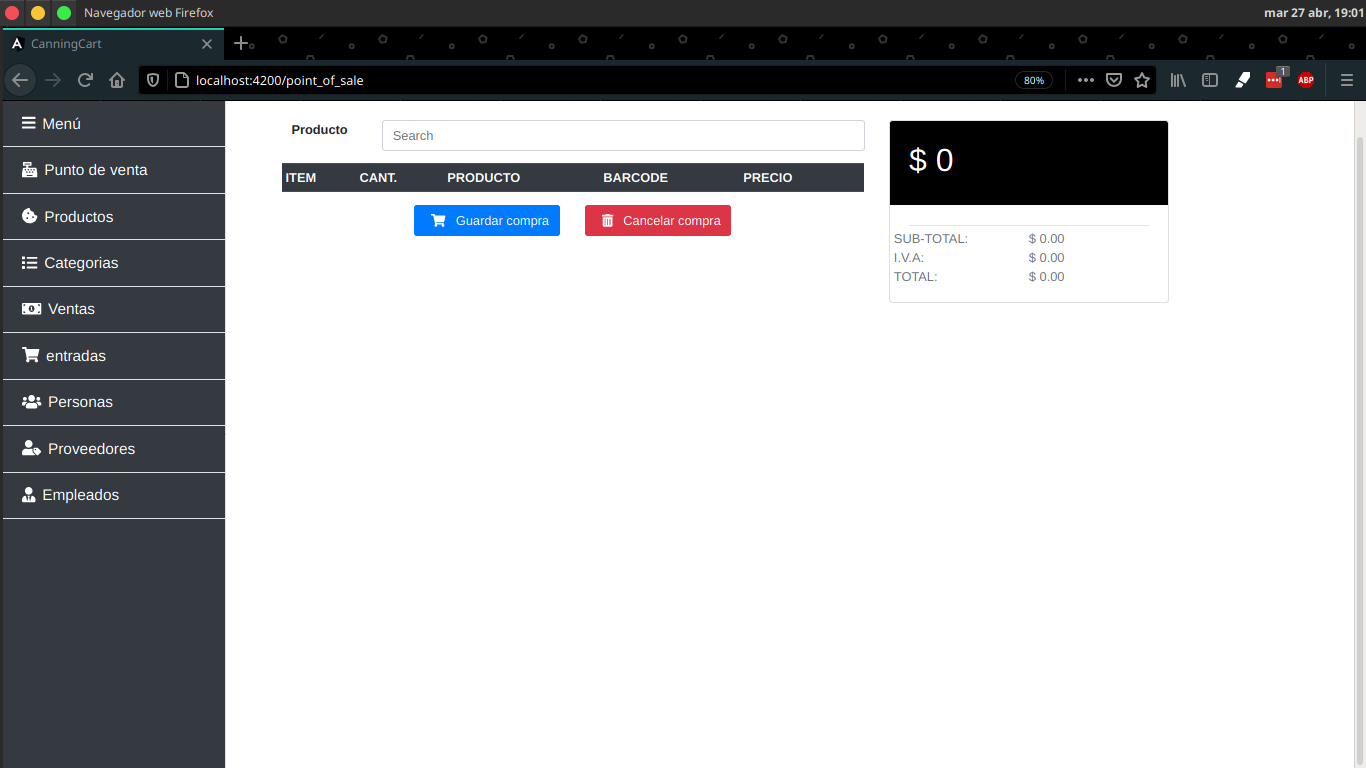 Navegador web Firefox
mar 27 abr, 19:01
CanningCart
localhost:4200/point_of_sale
80%
1
ABP
Menú
Punto de venta
Productos
Categorias
Ventas
entradas
Personas
Proveedores
Empleados
Producto
Search
ITEM CANT. PRODUCTO BARCODE PRECIO
Guardar compra
Cancelar compra
$ 0
SUB-TOTAL: $ 0.00
I.V.A: $ 0.00
TOTAL: $ 0.00